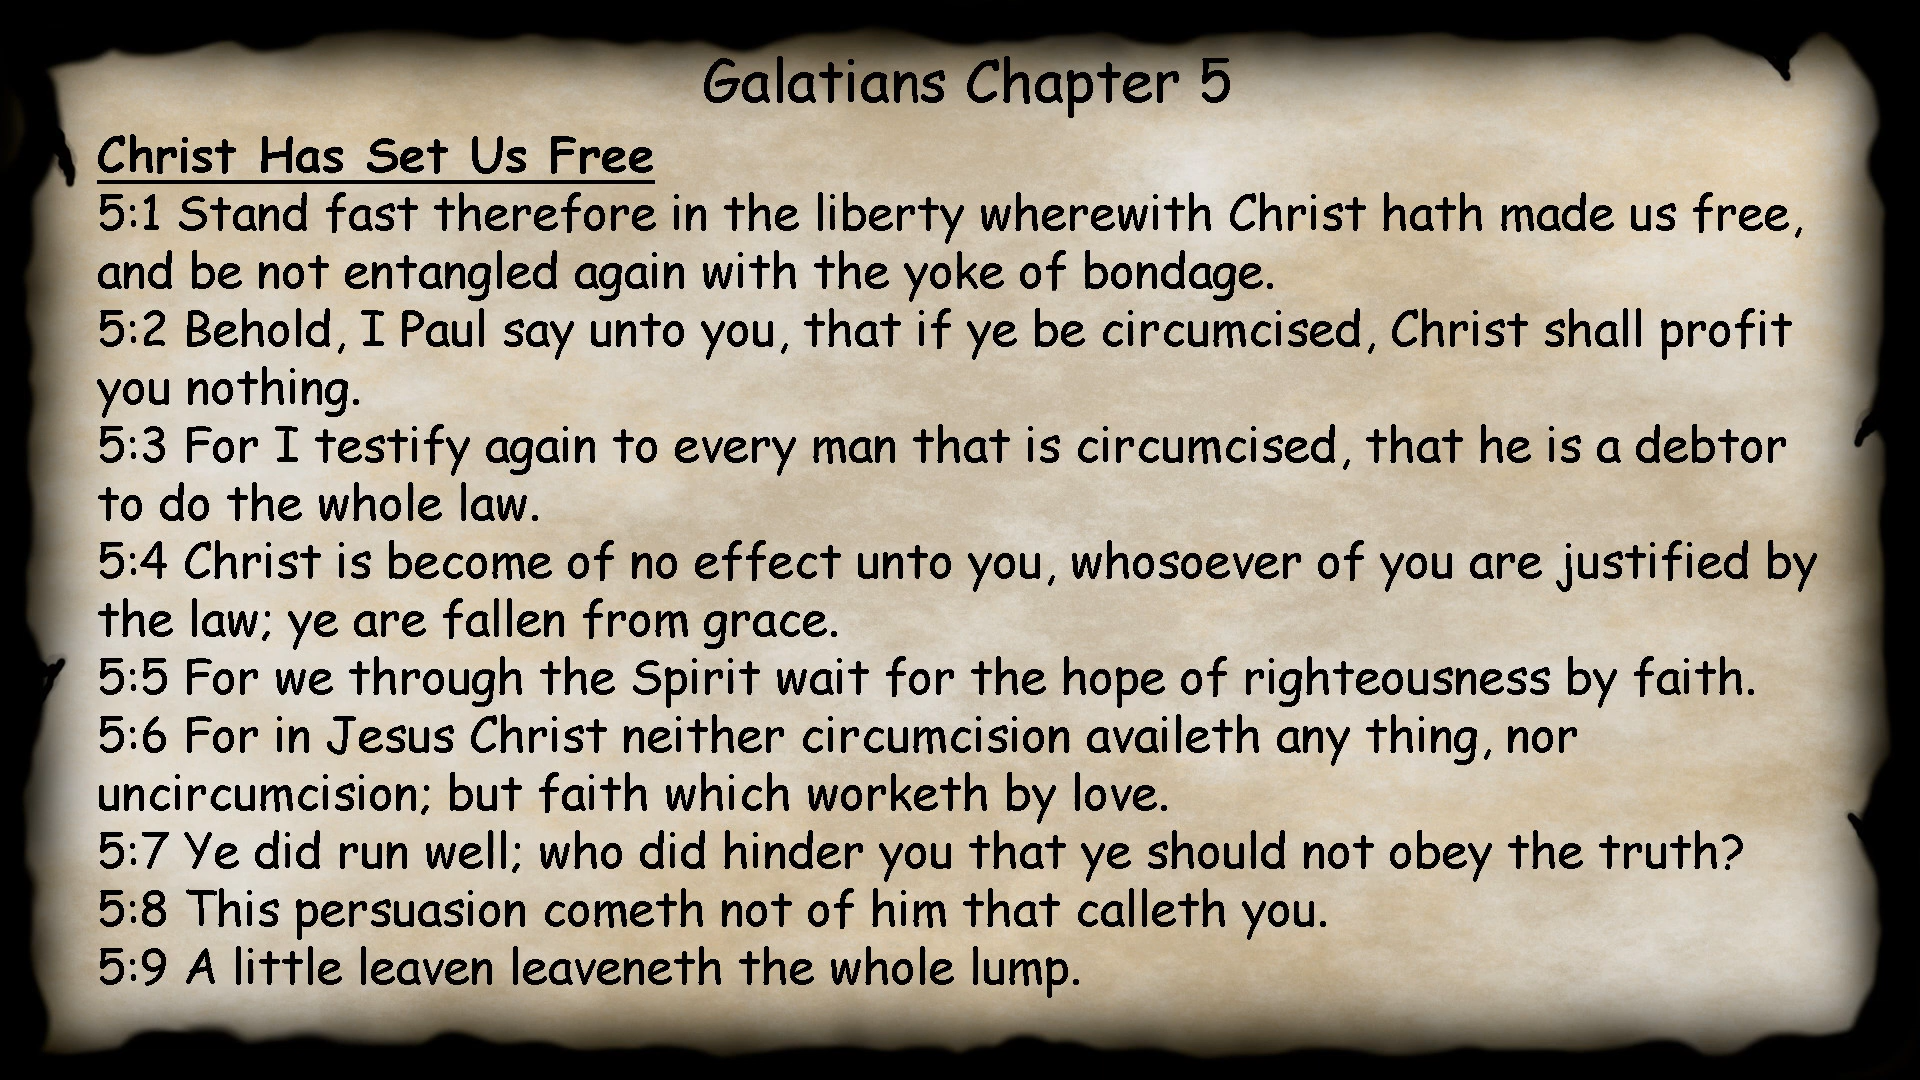 Galatians Chapter 5
Christ Has Set Us Free
5:1 Stand fast therefore in the liberty wherewith Christ hath made us free,
and be not entangled again with the yoke of bondage.
5:2 Behold, I Paul say unto you, that if ye be circumcised, Christ shall profit
you nothing.
5:3 For I testify again to every man that is circumcised, that he is a debtor
to do the whole law.
5:4 Christ is become of no effect unto you, whosoever of you are justified by
the law; ye are fallen from grace.
5:5 For we through the Spirit wait for the hope of righteousness by faith.
5:6 For in Jesus Christ neither circumcision availeth any thing, nor
uncircumcision; but faith which worketh by love.
5:7 Ye did run well; who did hinder you that ye should not obey the truth?
5:8 This persuasion cometh not of him that calleth you.
5:9 A little leaven leaveneth the whole lump.